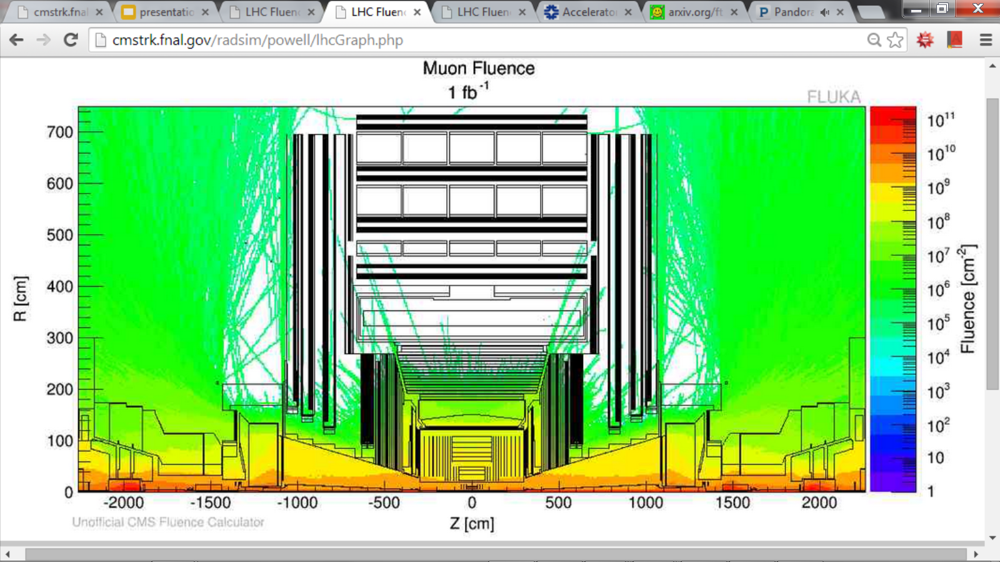 cmstrk.fnal
presentatio
LHC Fluen
LHC Fluen
LHC Fluen
Accelerato
arxiv.org/ft
Pandora
cmstrk.fnal.gov/radsim/powell/lhcGraph.php
Muon Fluence
1 fb⁻¹
FLUKA
R [cm]
700
600
500
400
300
200
100
0
-2000 -1500 -1000 -500 0 500 1000 1500 2000
Z [cm]
Unofficial CMS Fluence Calculator
10¹¹
10¹⁰
10⁹
10⁸
10⁷
10⁶
10⁵
10⁴
10³
10²
10
1
Fluence [cm⁻²]